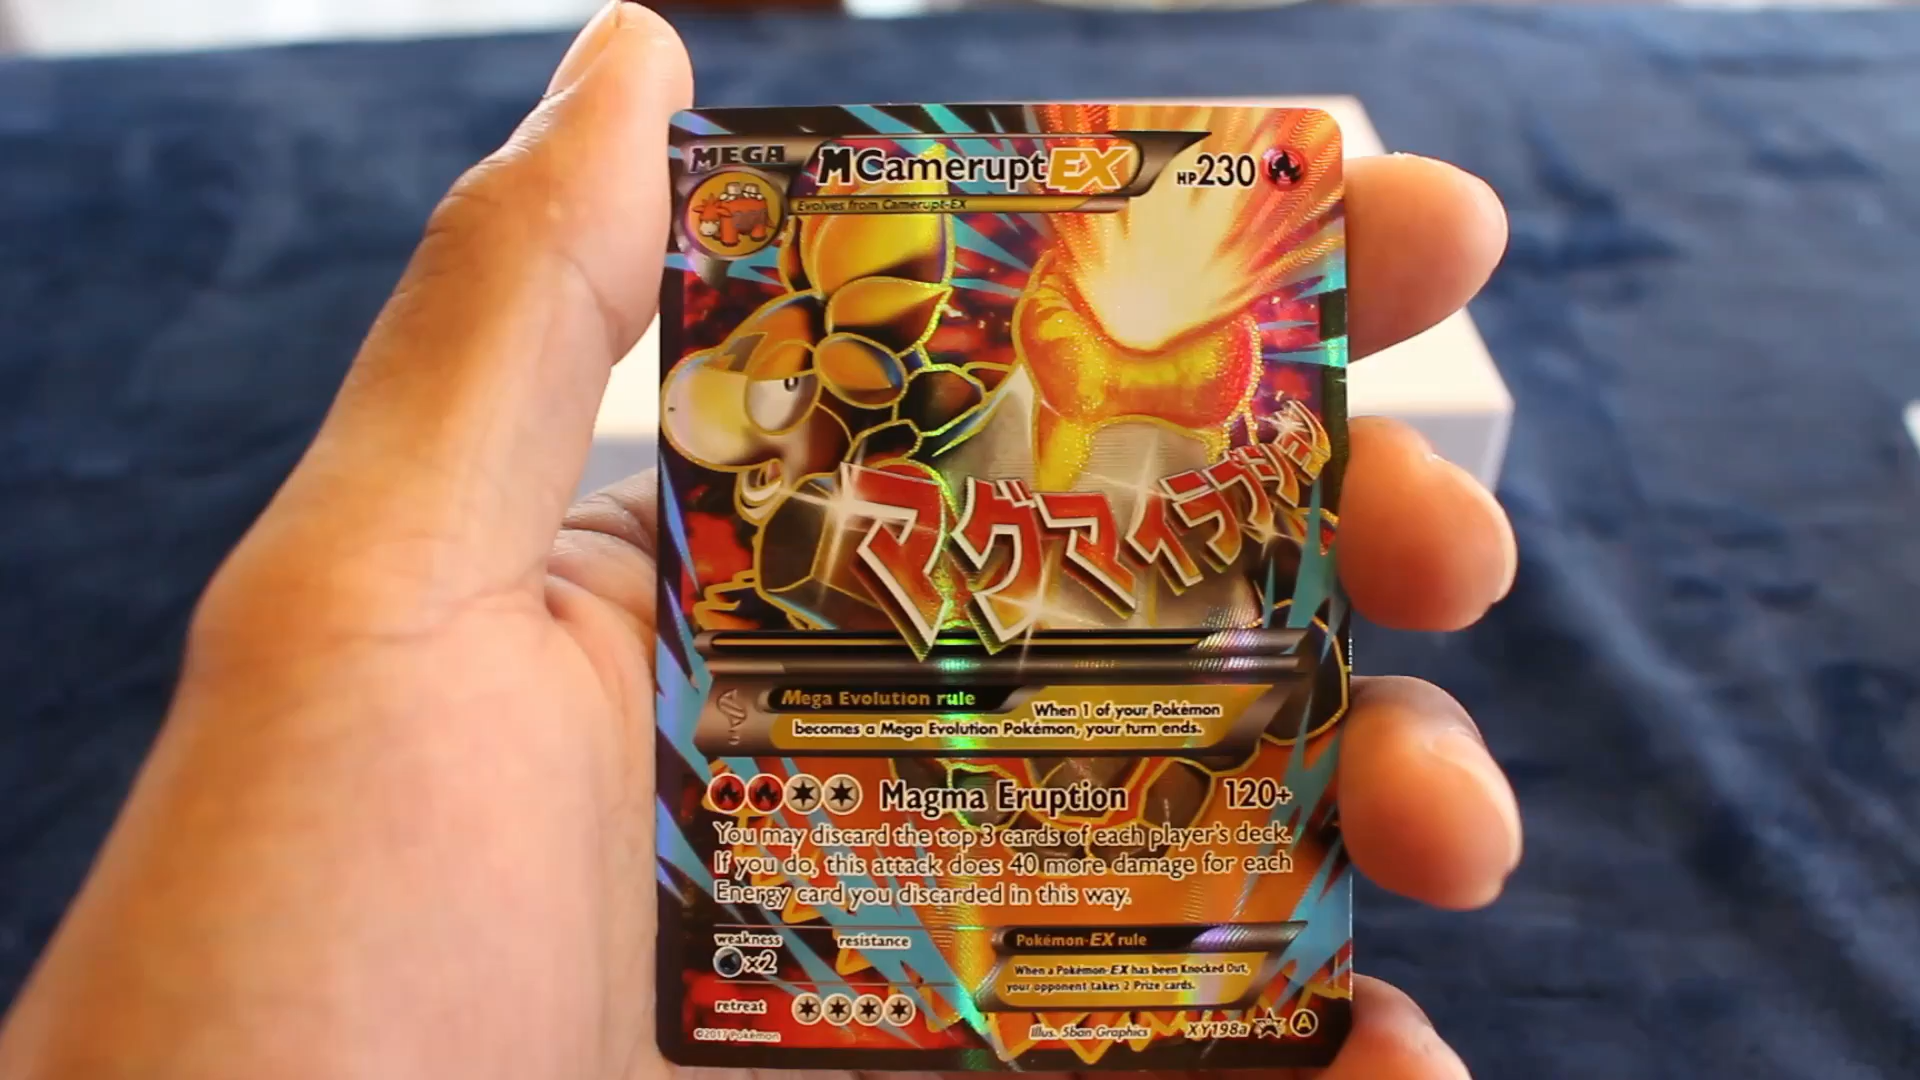 MEGA
MCameruptEX
HP230
Evolves from Camerupt-EX
マグマイラプション
Mega Evolution rule
When 1 of your Pokémon
becomes a Mega Evolution Pokémon, your turn ends.
Magma Eruption 120+
You may discard the top 3 cards of each player's deck.
If you do, this attack does 40 more damage for each
Energy card you discarded in this way.
weakness resistance
x2
Pokémon-EX rule
When a Pokémon-EX has been Knocked Out,
your opponent takes 2 Prize cards.
retreat
©2017 Pokémon
Illus. 5ban Graphics
XY198a
A